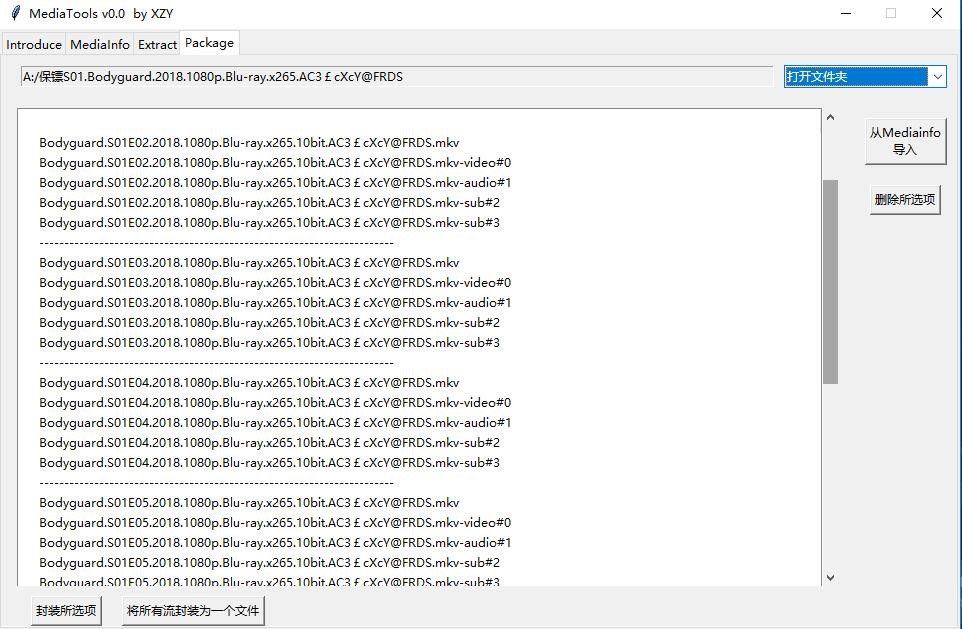 MediaTools v0.0 by XZY
Introduce MediaInfo Extract Package
A:/保镖S01.Bodyguard.2018.1080p.Blu-ray.x265.AC3￡cXcY@FRDS 打开文件夹
从Mediainfo
导入
删除所选项
Bodyguard.S01E02.2018.1080p.Blu-ray.x265.10bit.AC3￡cXcY@FRDS.mkv
Bodyguard.S01E02.2018.1080p.Blu-ray.x265.10bit.AC3￡cXcY@FRDS.mkv-video#0
Bodyguard.S01E02.2018.1080p.Blu-ray.x265.10bit.AC3￡cXcY@FRDS.mkv-audio#1
Bodyguard.S01E02.2018.1080p.Blu-ray.x265.10bit.AC3￡cXcY@FRDS.mkv-sub#2
Bodyguard.S01E02.2018.1080p.Blu-ray.x265.10bit.AC3￡cXcY@FRDS.mkv-sub#3
-----------------------------------------------------------------------
Bodyguard.S01E03.2018.1080p.Blu-ray.x265.10bit.AC3￡cXcY@FRDS.mkv
Bodyguard.S01E03.2018.1080p.Blu-ray.x265.10bit.AC3￡cXcY@FRDS.mkv-video#0
Bodyguard.S01E03.2018.1080p.Blu-ray.x265.10bit.AC3￡cXcY@FRDS.mkv-audio#1
Bodyguard.S01E03.2018.1080p.Blu-ray.x265.10bit.AC3￡cXcY@FRDS.mkv-sub#2
Bodyguard.S01E03.2018.1080p.Blu-ray.x265.10bit.AC3￡cXcY@FRDS.mkv-sub#3
-----------------------------------------------------------------------
Bodyguard.S01E04.2018.1080p.Blu-ray.x265.10bit.AC3￡cXcY@FRDS.mkv
Bodyguard.S01E04.2018.1080p.Blu-ray.x265.10bit.AC3￡cXcY@FRDS.mkv-video#0
Bodyguard.S01E04.2018.1080p.Blu-ray.x265.10bit.AC3￡cXcY@FRDS.mkv-audio#1
Bodyguard.S01E04.2018.1080p.Blu-ray.x265.10bit.AC3￡cXcY@FRDS.mkv-sub#2
Bodyguard.S01E04.2018.1080p.Blu-ray.x265.10bit.AC3￡cXcY@FRDS.mkv-sub#3
-----------------------------------------------------------------------
Bodyguard.S01E05.2018.1080p.Blu-ray.x265.10bit.AC3￡cXcY@FRDS.mkv
Bodyguard.S01E05.2018.1080p.Blu-ray.x265.10bit.AC3￡cXcY@FRDS.mkv-video#0
Bodyguard.S01E05.2018.1080p.Blu-ray.x265.10bit.AC3￡cXcY@FRDS.mkv-audio#1
Bodyguard.S01E05.2018.1080p.Blu-ray.x265.10bit.AC3￡cXcY@FRDS.mkv-sub#2
Bodyguard.S01E05.2018.1080p.Blu-ray.x265.10bit.AC3￡cXcY@FRDS.mkv-sub#3
封装所选项 将所有流封装为一个文件